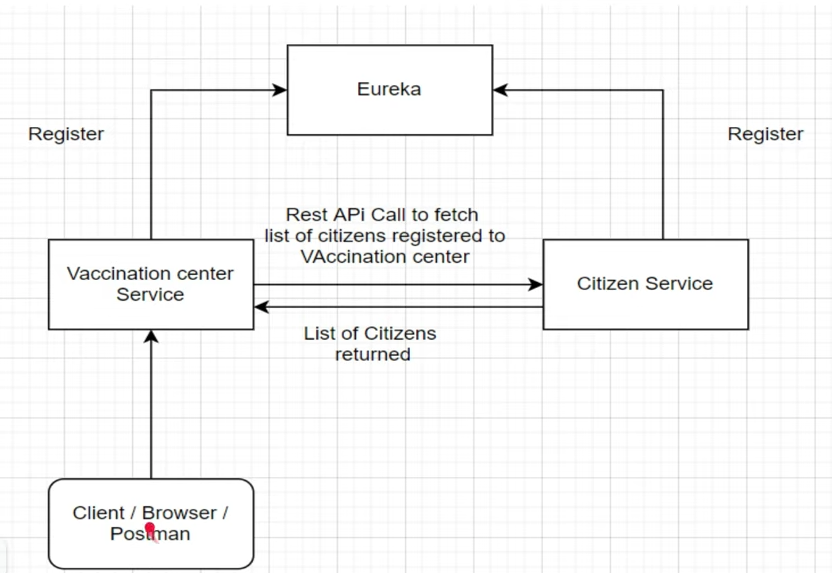 Eureka
Register
Register
Rest APi Call to fetch
list of citizens registered to
VAccination center
Vaccination center
Service
Citizen Service
List of Citizens
returned
Client / Browser /
Postman